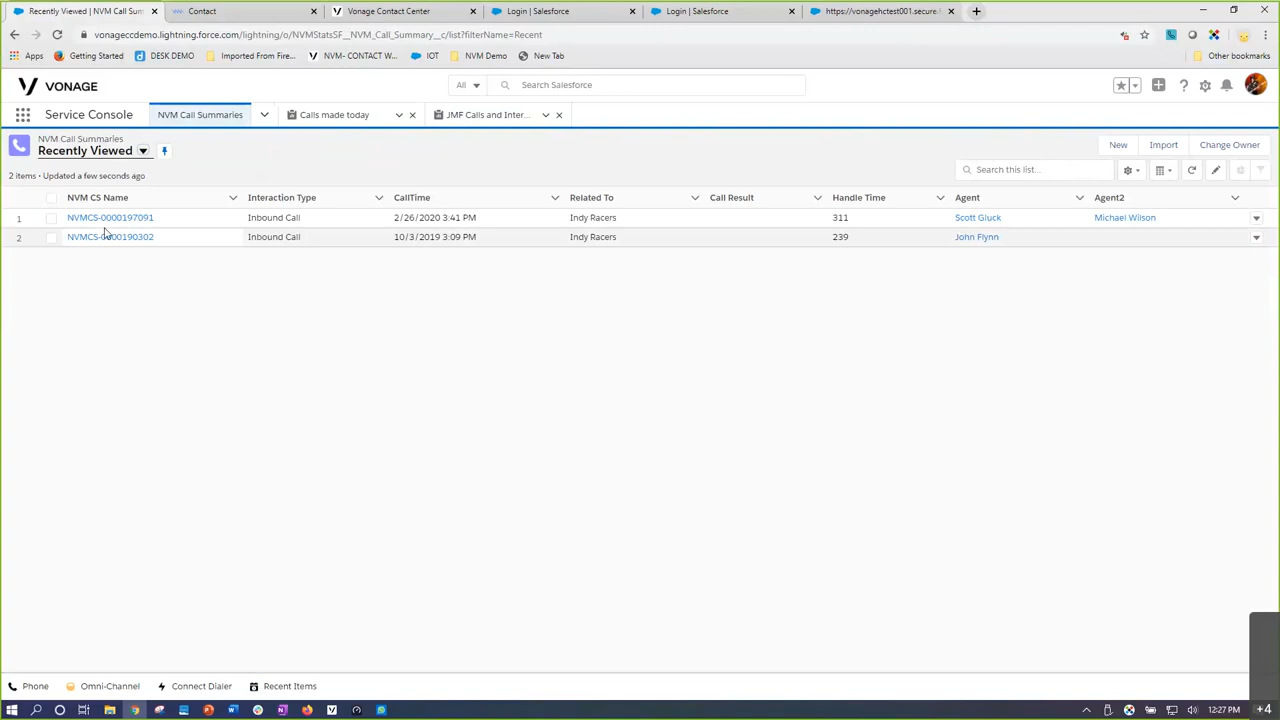 Recently Viewed | NVM Call Sum
Contact
Vonage Contact Center
Login | Salesforce
Login | Salesforce
https://vonagehctest001.secure.
vonageccdemo.lightning.force.com/lightning/o/NVMStatsSF__NVM_Call_Summary__c/list?filterName=Recent
Apps
Getting Started
DESK DEMO
Imported From Fire...
NVM- CONTACT W...
IOT
NVM Demo
New Tab
Other bookmarks
VONAGE
All
Search Salesforce
Service Console
NVM Call Summaries
Calls made today
JMF Calls and Inter...
NVM Call Summaries
Recently Viewed
New
Import
Change Owner
2 items • Updated a few seconds ago
Search this list...
NVM CS Name
Interaction Type
CallTime
Related To
Call Result
Handle Time
Agent
Agent2
1 NVMCS-0000197091 Inbound Call 2/26/2020 3:41 PM Indy Racers 311 Scott Gluck Michael Wilson
2 NVMCS-0000190302 Inbound Call 10/3/2019 3:09 PM Indy Racers 239 John Flynn
Phone
Omni-Channel
Connect Dialer
Recent Items
12:27 PM
+4